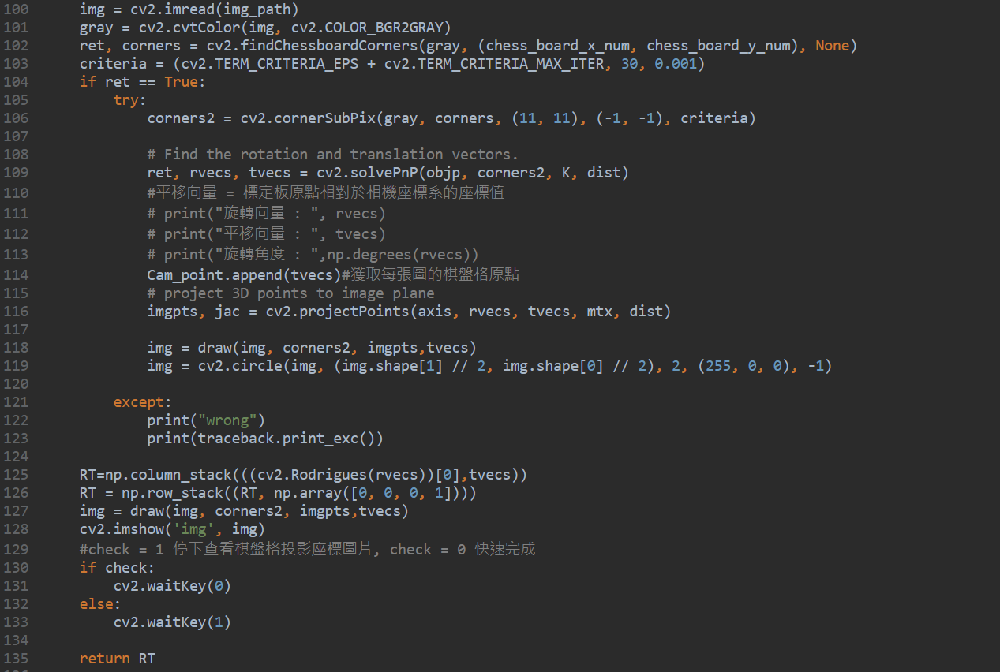 100 img = cv2.imread(img_path)
101 gray = cv2.cvtColor(img, cv2.COLOR_BGR2GRAY)
102 ret, corners = cv2.findChessboardCorners(gray, (chess_board_x_num, chess_board_y_num), None)
103 criteria = (cv2.TERM_CRITERIA_EPS + cv2.TERM_CRITERIA_MAX_ITER, 30, 0.001)
104 if ret == True:
105 try:
106 corners2 = cv2.cornerSubPix(gray, corners, (11, 11), (-1, -1), criteria)
107
108 # Find the rotation and translation vectors.
109 ret, rvecs, tvecs = cv2.solvePnP(objp, corners2, K, dist)
110 #平移向量 = 標定板原點相對於相機座標系的座標值
111 # print("旋轉向量 : ", rvecs)
112 # print("平移向量 : ", tvecs)
113 # print("旋轉角度 : ",np.degrees(rvecs))
114 Cam_point.append(tvecs)#獲取每張圖的棋盤格原點
115 # project 3D points to image plane
116 imgpts, jac = cv2.projectPoints(axis, rvecs, tvecs, mtx, dist)
117
118 img = draw(img, corners2, imgpts,tvecs)
119 img = cv2.circle(img, (img.shape[1] // 2, img.shape[0] // 2), 2, (255, 0, 0), -1)
120
121 except:
122 print("wrong")
123 print(traceback.print_exc())
124
125 RT=np.column_stack(((cv2.Rodrigues(rvecs))[0],tvecs))
126 RT = np.row_stack((RT, np.array([0, 0, 0, 1])))
127 img = draw(img, corners2, imgpts,tvecs)
128 cv2.imshow('img', img)
129 #check = 1 停下查看棋盤格投影座標圖片, check = 0 快速完成
130 if check:
131 cv2.waitKey(0)
132 else:
133 cv2.waitKey(1)
134
135 return RT